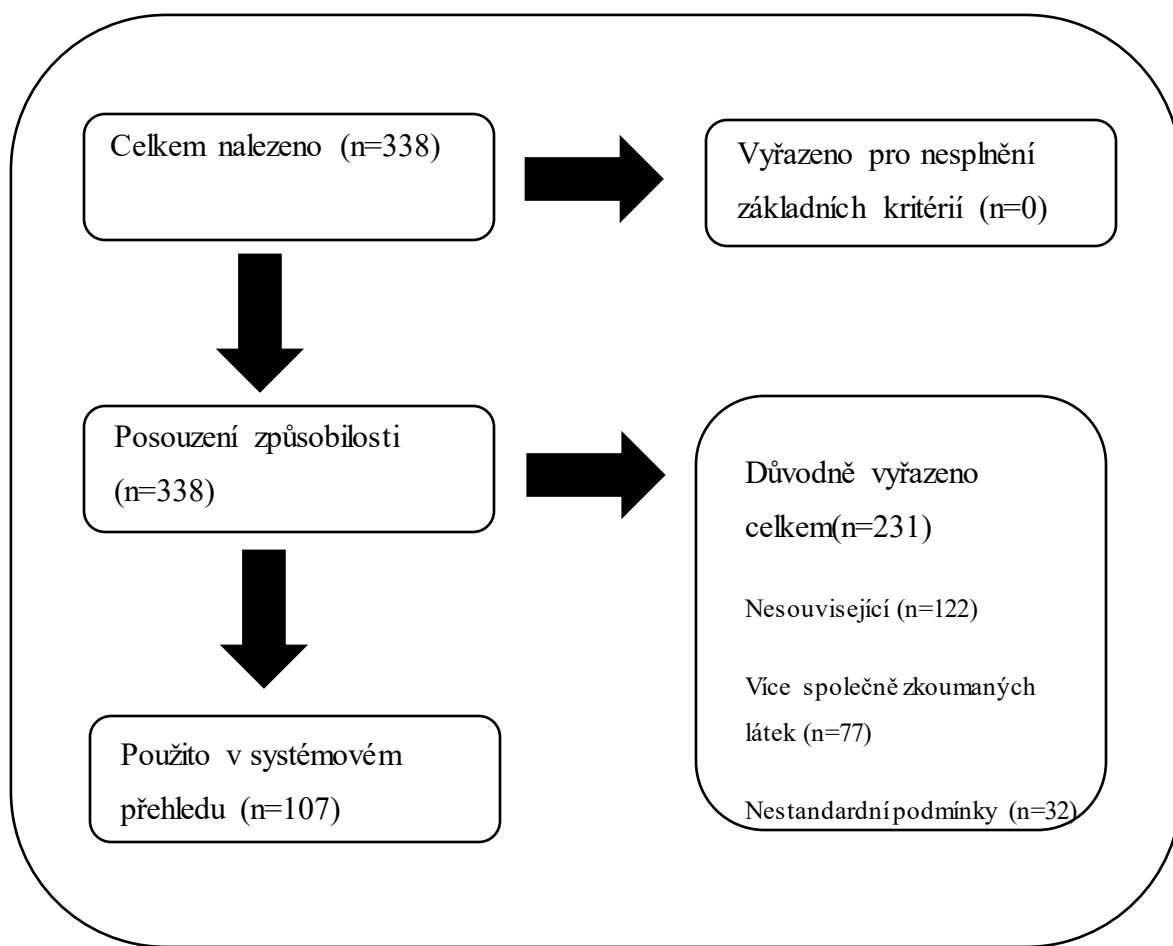 Celkem nalezeno (n=338)
Vyřazeno pro nesplnění
základních kritérií (n=0)
Posouzení způsobilosti
(n=338)
Důvodně vyřazeno
celkem(n=231)
Nesouvisející (n=122)
Více společně zkoumaných
látek (n=77)
Nestandardní podmínky (n=32)
Použito v systémovém
přehledu (n=107)